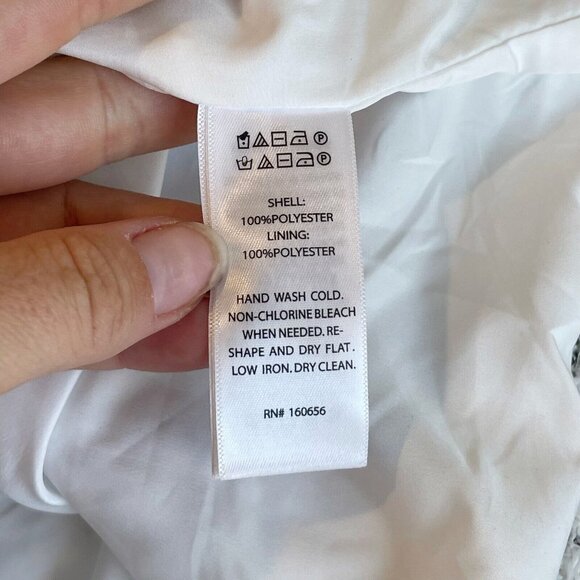 SHELL:
100%POLYESTER
LINING:
100%POLYESTER
HAND WASH COLD.
NON-CHLORINE BLEACH
WHEN NEEDED. RE-
SHAPE AND DRY FLAT.
LOW IRON. DRY CLEAN.
RN# 160656